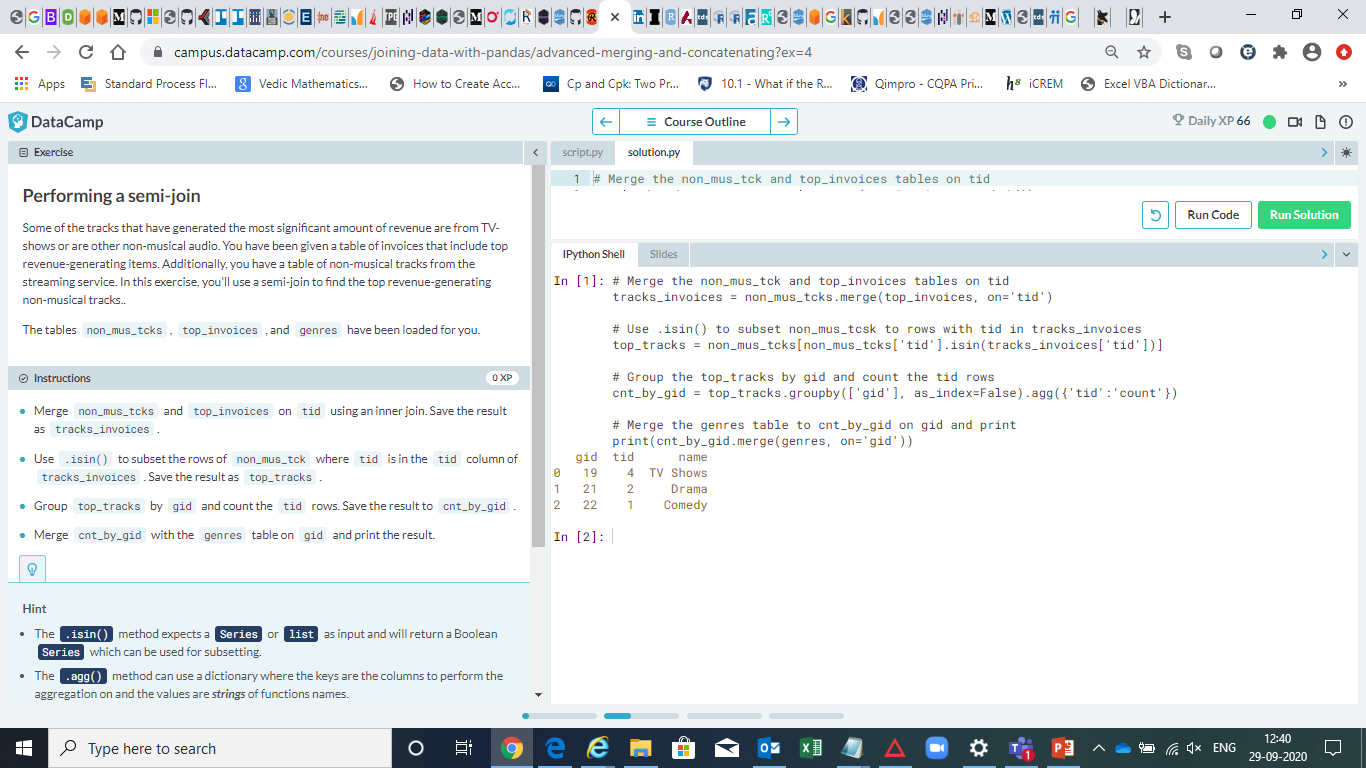 campus.datacamp.com/courses/joining-data-with-pandas/advanced-merging-and-concatenating?ex=4
Apps Standard Process Fl... Vedic Mathematics... How to Create Acc... Cp and Cpk: Two Pr... 10.1 - What if the R... Qimpro - CQPA Pri... iCREM Excel VBA Dictionar... »
DataCamp
Course Outline
Daily XP 66
Exercise
script.py solution.py
Performing a semi-join
Some of the tracks that have generated the most significant amount of revenue are from TV-
shows or are other non-musical audio. You have been given a table of invoices that include top
revenue-generating items. Additionally, you have a table of non-musical tracks from the
streaming service. In this exercise, you'll use a semi-join to find the top revenue-generating
non-musical tracks..
The tables non_mus_tcks , top_invoices , and genres have been loaded for you.
Instructions
0 XP
• Merge non_mus_tcks and top_invoices on tid using an inner join. Save the result
as tracks_invoices .
• Use .isin() to subset the rows of non_mus_tck where tid is in the tid column of
tracks_invoices . Save the result as top_tracks .
• Group top_tracks by gid and count the tid rows. Save the result to cnt_by_gid .
• Merge cnt_by_gid with the genres table on gid and print the result.
Hint
• The .isin() method expects a Series or list as input and will return a Boolean
Series which can be used for subsetting.
• The .agg() method can use a dictionary where the keys are the columns to perform the
aggregation on and the values are strings of functions names.
1 # Merge the non_mus_tck and top_invoices tables on tid
Run Code Run Solution
IPython Shell Slides
In [1]: # Merge the non_mus_tck and top_invoices tables on tid
tracks_invoices = non_mus_tcks.merge(top_invoices, on='tid')
# Use .isin() to subset non_mus_tcsk to rows with tid in tracks_invoices
top_tracks = non_mus_tcks[non_mus_tcks['tid'].isin(tracks_invoices['tid'])]
# Group the top_tracks by gid and count the tid rows
cnt_by_gid = top_tracks.groupby(['gid'], as_index=False).agg({'tid':'count'})
# Merge the genres table to cnt_by_gid on gid and print
print(cnt_by_gid.merge(genres, on='gid'))
gid tid name
0 19 4 TV Shows
1 21 2 Drama
2 22 1 Comedy
In [2]:
Type here to search
ENG
12:40
29-09-2020